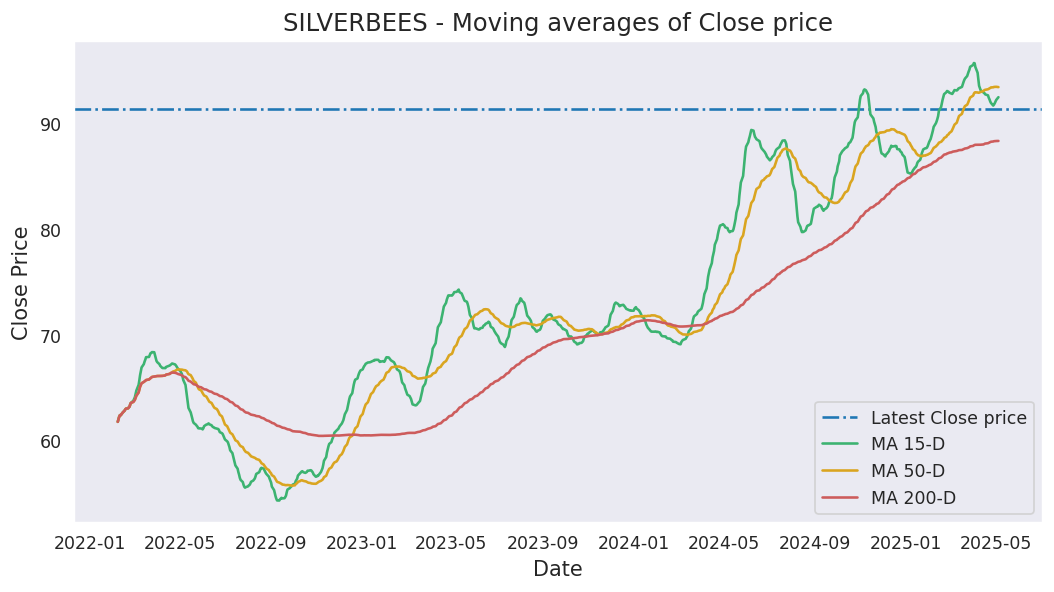 SILVERBEES - Moving averages of Close price
Close Price
90
80
70
60
Latest Close price
MA 15-D
MA 50-D
MA 200-D
2022-01 2022-05 2022-09 2023-01 2023-05 2023-09 2024-01 2024-05 2024-09 2025-01 2025-05
Date